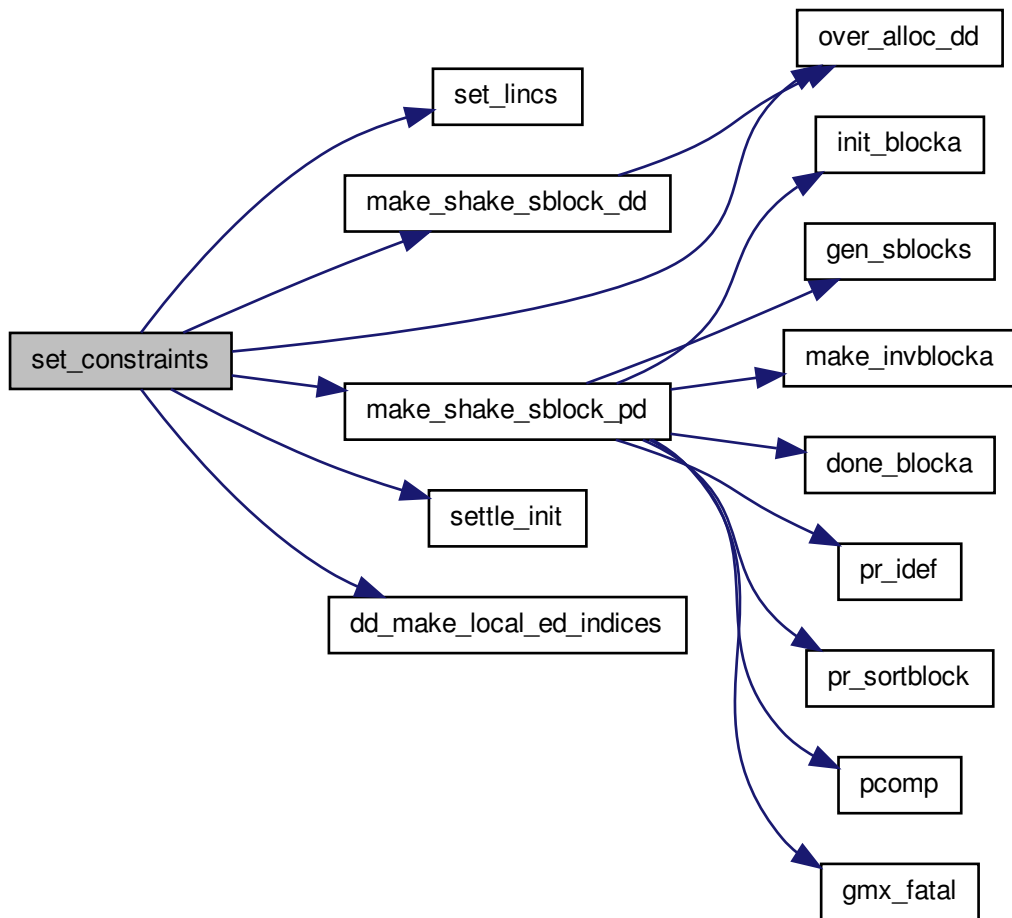 set_constraints
set_lincs
make_shake_sblock_dd
make_shake_sblock_pd
settle_init
dd_make_local_ed_indices
over_alloc_dd
init_blocka
gen_sblocks
make_invblocka
done_blocka
pr_idef
pr_sortblock
pcomp
gmx_fatal